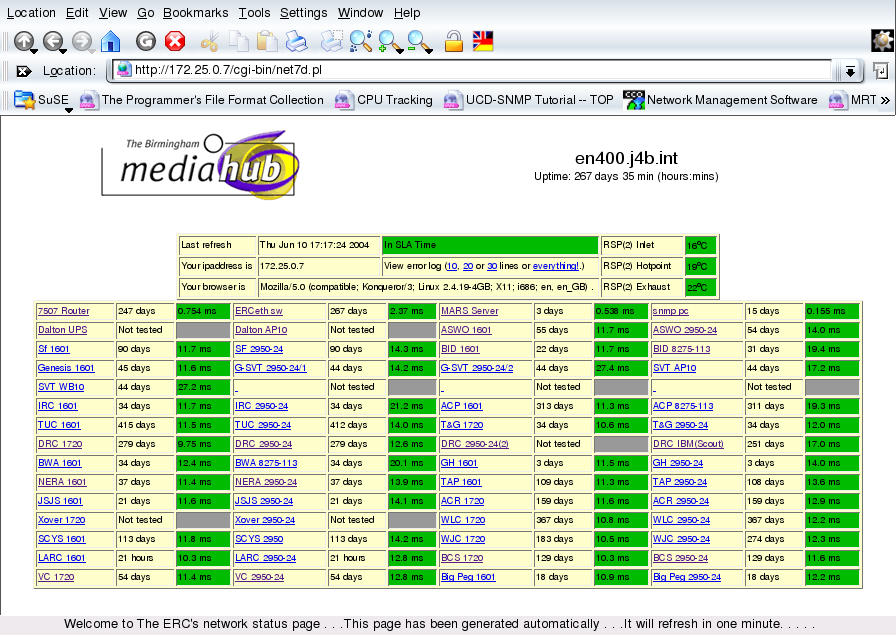 Location Edit View Go Bookmarks Tools Settings Window Help
Location: http://172.25.0.7/cgi-bin/net7d.pl
SuSE The Programmer's File Format Collection CPU Tracking UCD-SNMP Tutorial -- TOP Network Management Software MRT »
The Birmingham
mediahub
en400.j4b.int
Uptime: 267 days 35 min (hours:mins)
Last refresh Thu Jun 10 17:17:24 2004 In SLA Time RSP(2) Inlet 16°C
Your ipaddress is 172.25.0.7 View error log (10, 20 or 30 lines or everything!.) RSP(2) Hotpoint 19°C
Your browser is Mozilla/5.0 (compatible; Konqueror/3; Linux 2.4.19-4GB; X11; i686; en, en_GB) . RSP(2) Exhaust 22°C
7507 Router 247 days 0.754 ms ERCeth sw 267 days 2.37 ms MARS Server 3 days 0.538 ms snmp pc 15 days 0.155 ms
Dalton UPS Not tested Dalton AP10 Not tested ASWO 1601 55 days 11.7 ms ASWO 2950-24 54 days 14.0 ms
Sf 1601 90 days 11.7 ms SF 2950-24 90 days 14.3 ms BID 1601 22 days 11.7 ms BID 8275-113 31 days 19.4 ms
Genesis 1601 45 days 11.6 ms G-SVT 2950-24/1 44 days 14.2 ms G-SVT 2950-24/2 44 days 27.4 ms SVT AP10 44 days 17.2 ms
SVT WB10 44 days 27.2 ms - Not tested - Not tested - Not tested
IRC 1601 34 days 11.7 ms IRC 2950-24 34 days 21.2 ms ACP 1601 313 days 11.3 ms ACP 8275-113 311 days 19.3 ms
TUC 1601 415 days 11.5 ms TUC 2950-24 412 days 14.0 ms T&G 1720 34 days 10.6 ms T&G 2950-24 34 days 12.0 ms
DRC 1720 279 days 9.75 ms DRC 2950-24 279 days 12.6 ms DRC 2950-24(2) Not tested DRC IBM(Scout) 251 days 17.0 ms
BWA 1601 34 days 12.4 ms BWA 8275-113 34 days 20.1 ms GH 1601 3 days 11.5 ms GH 2950-24 3 days 14.0 ms
NERA 1601 37 days 11.4 ms NERA 2950-24 37 days 13.9 ms TAP 1601 109 days 11.3 ms TAP 2950-24 108 days 13.6 ms
JSJS 1601 21 days 11.6 ms JSJS 2950-24 21 days 14.1 ms ACR 1720 159 days 11.6 ms ACR 2950-24 159 days 12.9 ms
Xover 1720 Not tested Xover 2950-24 Not tested WLC 1720 367 days 10.8 ms WLC 2950-24 367 days 12.2 ms
SCYS 1601 113 days 11.8 ms SCYS 2950 113 days 14.2 ms WJC 1720 183 days 10.5 ms WJC 2950-24 274 days 12.3 ms
LARC 1601 21 hours 10.3 ms LARC 2950-24 21 hours 12.8 ms BCS 1720 129 days 10.3 ms BCS 2950-24 129 days 11.6 ms
VC 1720 54 days 11.4 ms VC 2950-24 54 days 12.8 ms Big Peg 1601 18 days 10.9 ms Big Peg 2950-24 18 days 12.2 ms
Welcome to The ERC's network status page . . .This page has been generated automatically . . .It will refresh in one minute. . . . .